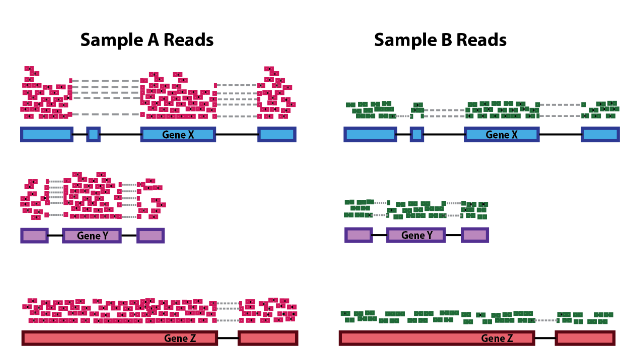 Sample A Reads
Sample B Reads
Gene X
Gene X
Gene Y
Gene Y
Gene Z
Gene Z